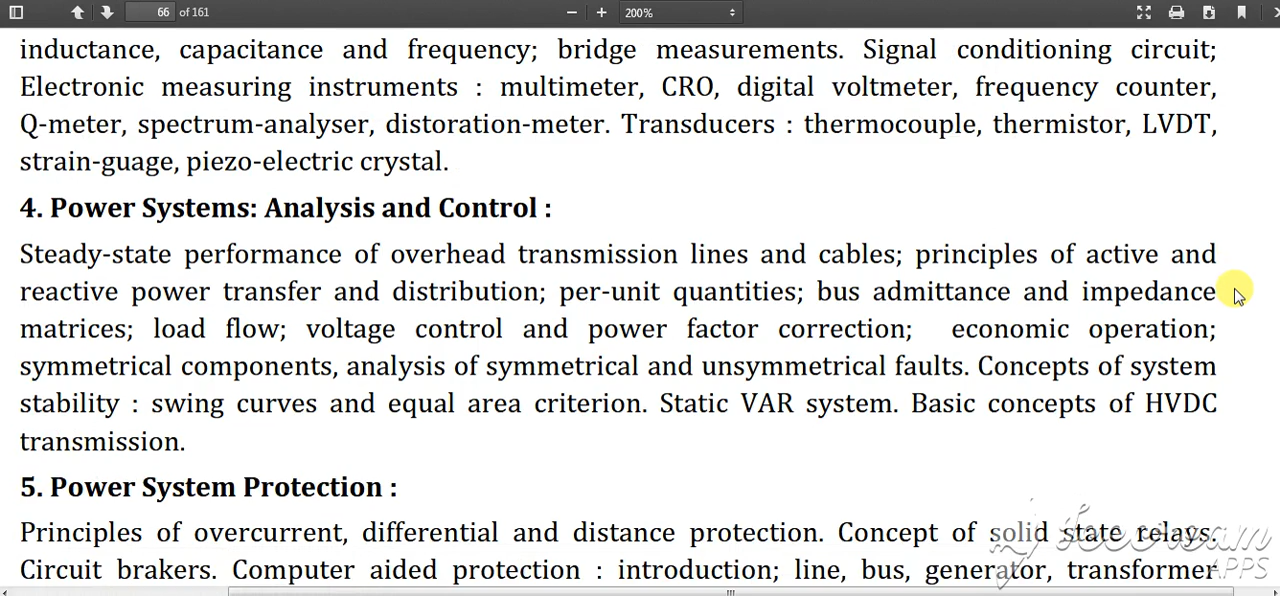 66 of 161 200%
inductance, capacitance and frequency; bridge measurements. Signal conditioning circuit;
Electronic measuring instruments : multimeter, CRO, digital voltmeter, frequency counter,
Q-meter, spectrum-analyser, distoration-meter. Transducers : thermocouple, thermistor, LVDT,
strain-guage, piezo-electric crystal.
4. Power Systems: Analysis and Control :
Steady-state performance of overhead transmission lines and cables; principles of active and
reactive power transfer and distribution; per-unit quantities; bus admittance and impedance
matrices; load flow; voltage control and power factor correction; economic operation;
symmetrical components, analysis of symmetrical and unsymmetrical faults. Concepts of system
stability : swing curves and equal area criterion. Static VAR system. Basic concepts of HVDC
transmission.
5. Power System Protection :
Principles of overcurrent, differential and distance protection. Concept of solid state relays.
Circuit brakers. Computer aided protection : introduction; line, bus, generator, transformer
APPS